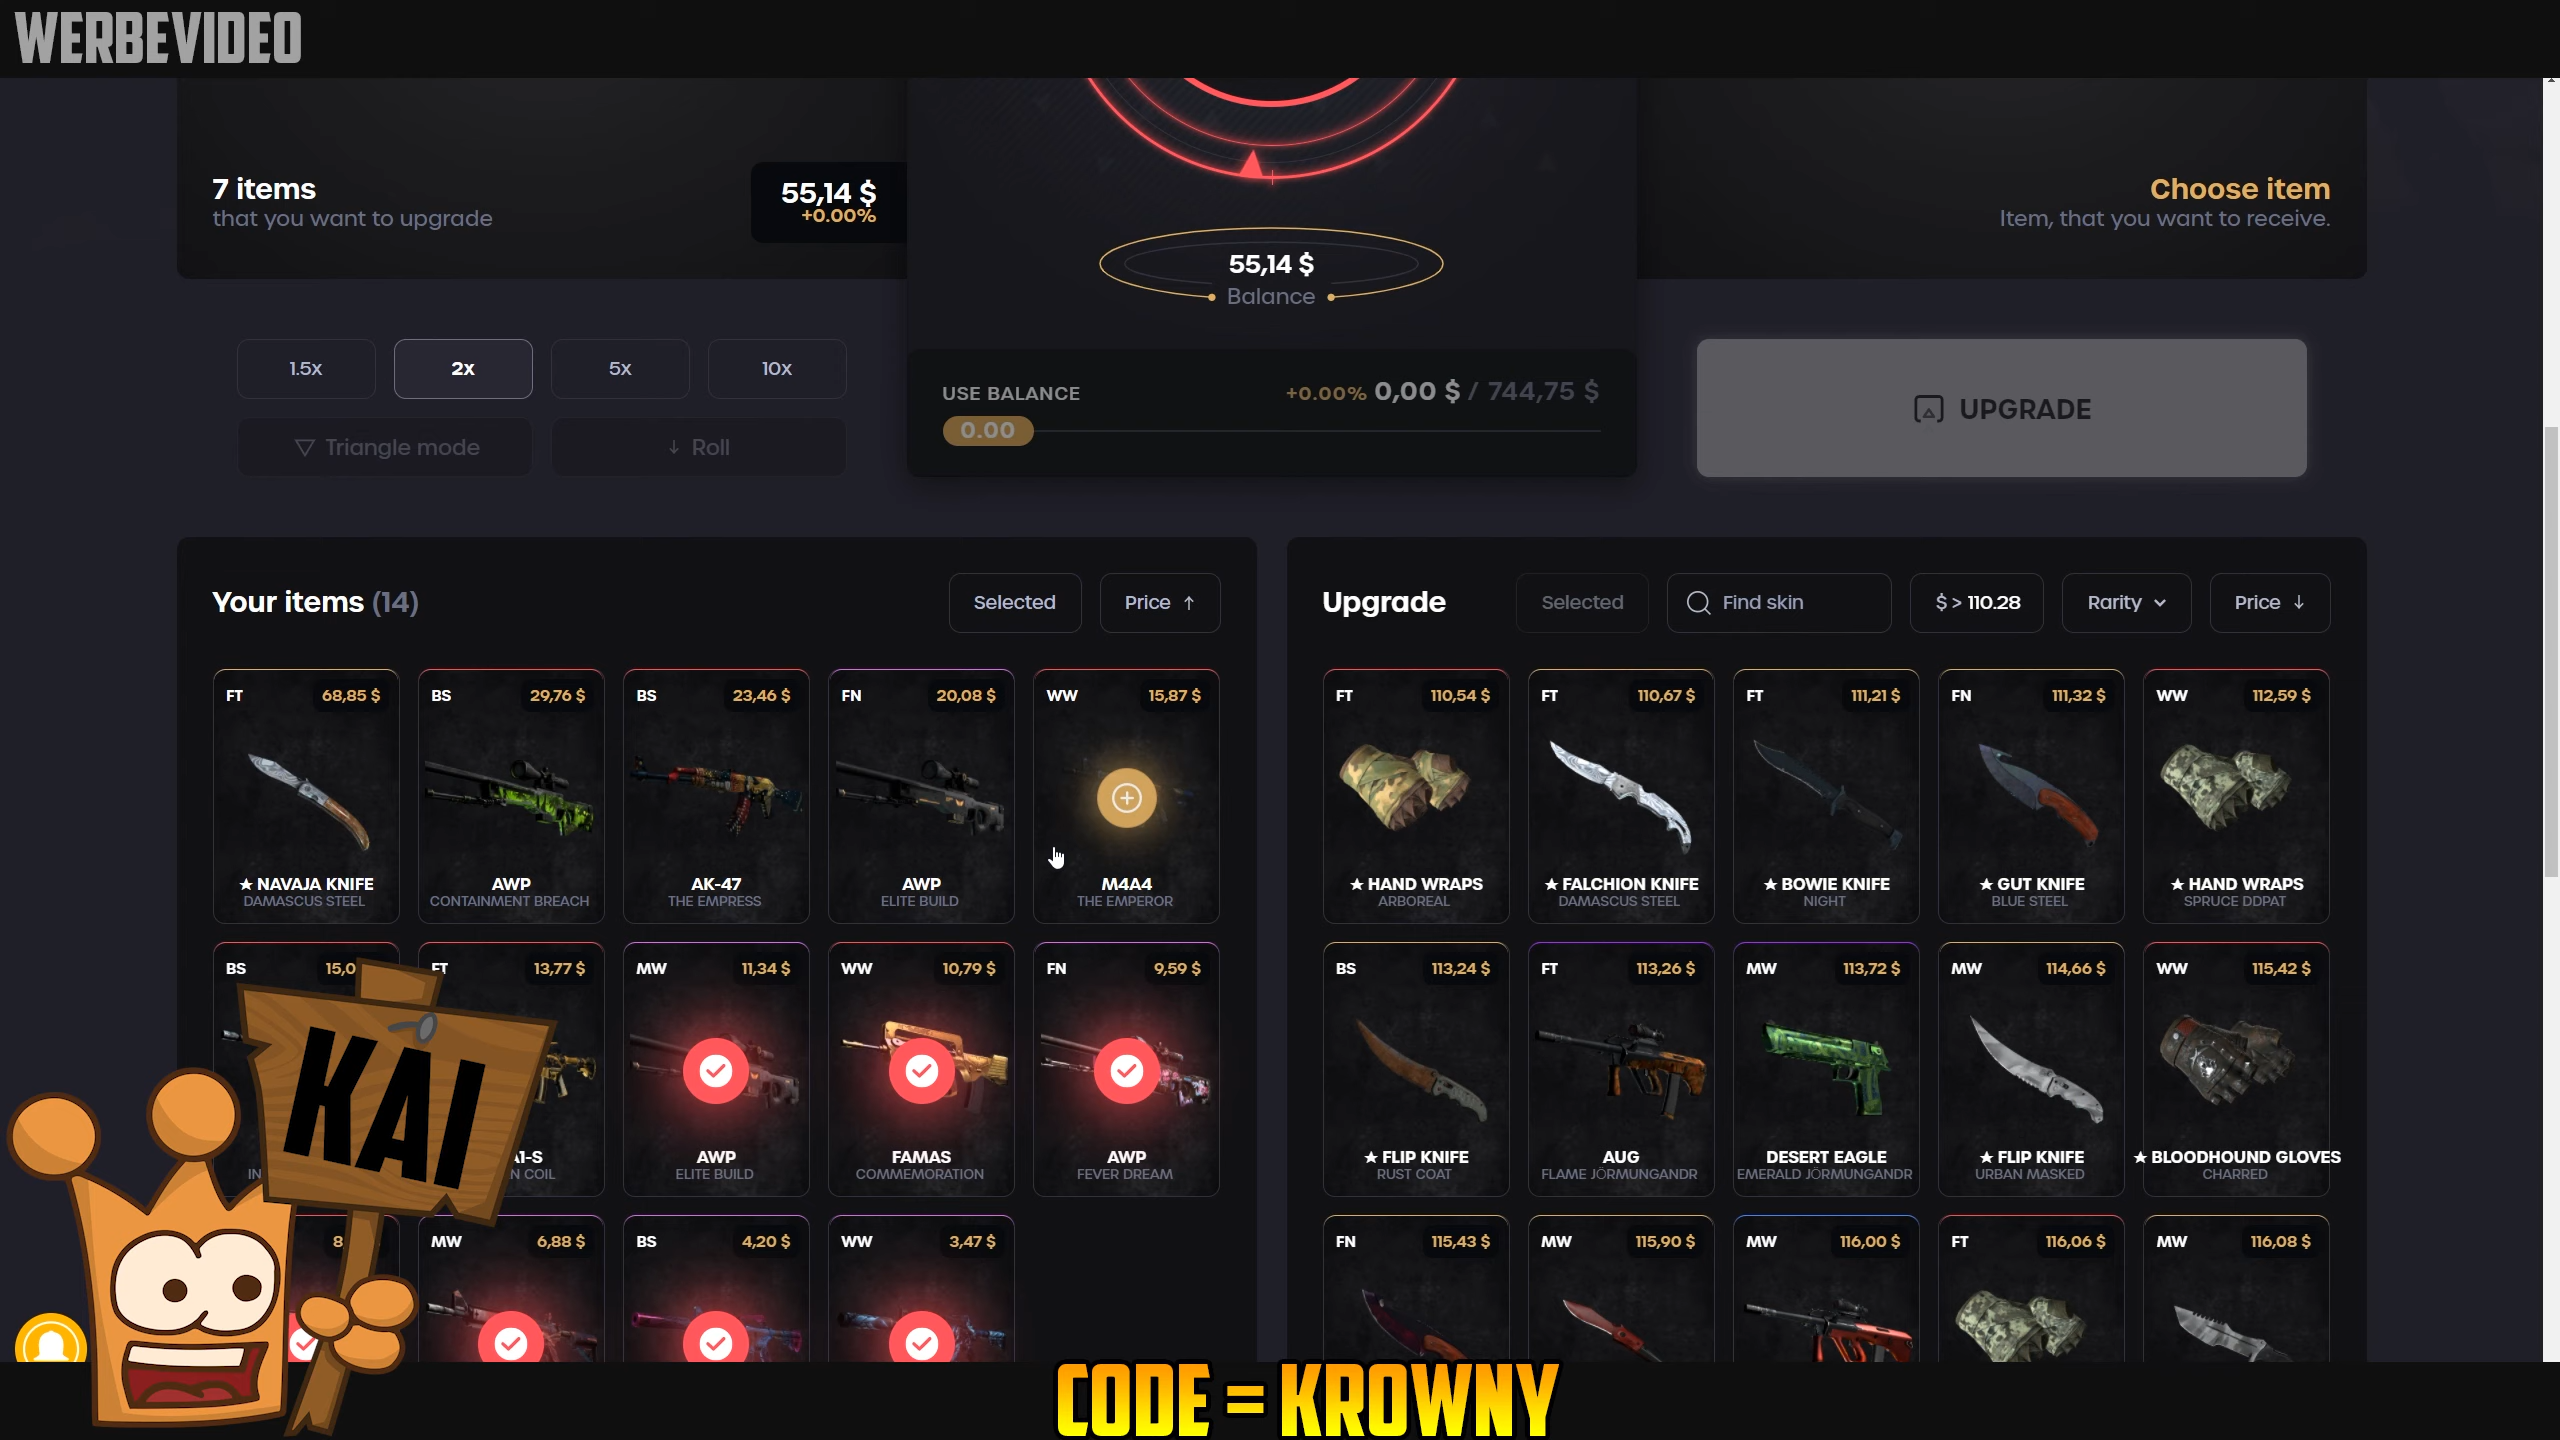 WERBEVIDEO
7 items
that you want to upgrade
55,14 $
+0.00%
Choose item
Item, that you want to receive.
55,14 $
Balance
1.5x
2x
5x
10x
Triangle mode
Roll
USE BALANCE
+0.00% 0,00 $ / 744,75 $
0.00
UPGRADE
Your items (14)
Selected
Price
FT 68,85 $
★ NAVAJA KNIFE
DAMASCUS STEEL
BS 29,76 $
AWP
CONTAINMENT BREACH
BS 23,46 $
AK-47
THE EMPRESS
FN 20,08 $
AWP
ELITE BUILD
WW 15,87 $
M4A4
THE EMPEROR
BS 15,0
IN
FT 13,77 $
A1-S
N COIL
MW 11,34 $
AWP
ELITE BUILD
WW 10,79 $
FAMAS
COMMEMORATION
FN 9,59 $
AWP
FEVER DREAM
8
MW 6,88 $
BS 4,20 $
WW 3,47 $
Upgrade
Selected
Find skin
$ > 110.28
Rarity
Price
FT 110,54 $
★ HAND WRAPS
ARBOREAL
FT 110,67 $
★ FALCHION KNIFE
DAMASCUS STEEL
FT 111,21 $
★ BOWIE KNIFE
NIGHT
FN 111,32 $
★ GUT KNIFE
BLUE STEEL
WW 112,59 $
★ HAND WRAPS
SPRUCE DDPAT
BS 113,24 $
★ FLIP KNIFE
RUST COAT
FT 113,26 $
AUG
FLAME JÖRMUNGANDR
MW 113,72 $
DESERT EAGLE
EMERALD JÖRMUNGANDR
MW 114,66 $
★ FLIP KNIFE
URBAN MASKED
WW 115,42 $
★ BLOODHOUND GLOVES
CHARRED
FN 115,43 $
MW 115,90 $
MW 116,00 $
FT 116,06 $
MW 116,08 $
KAI
CODE = KROWNY